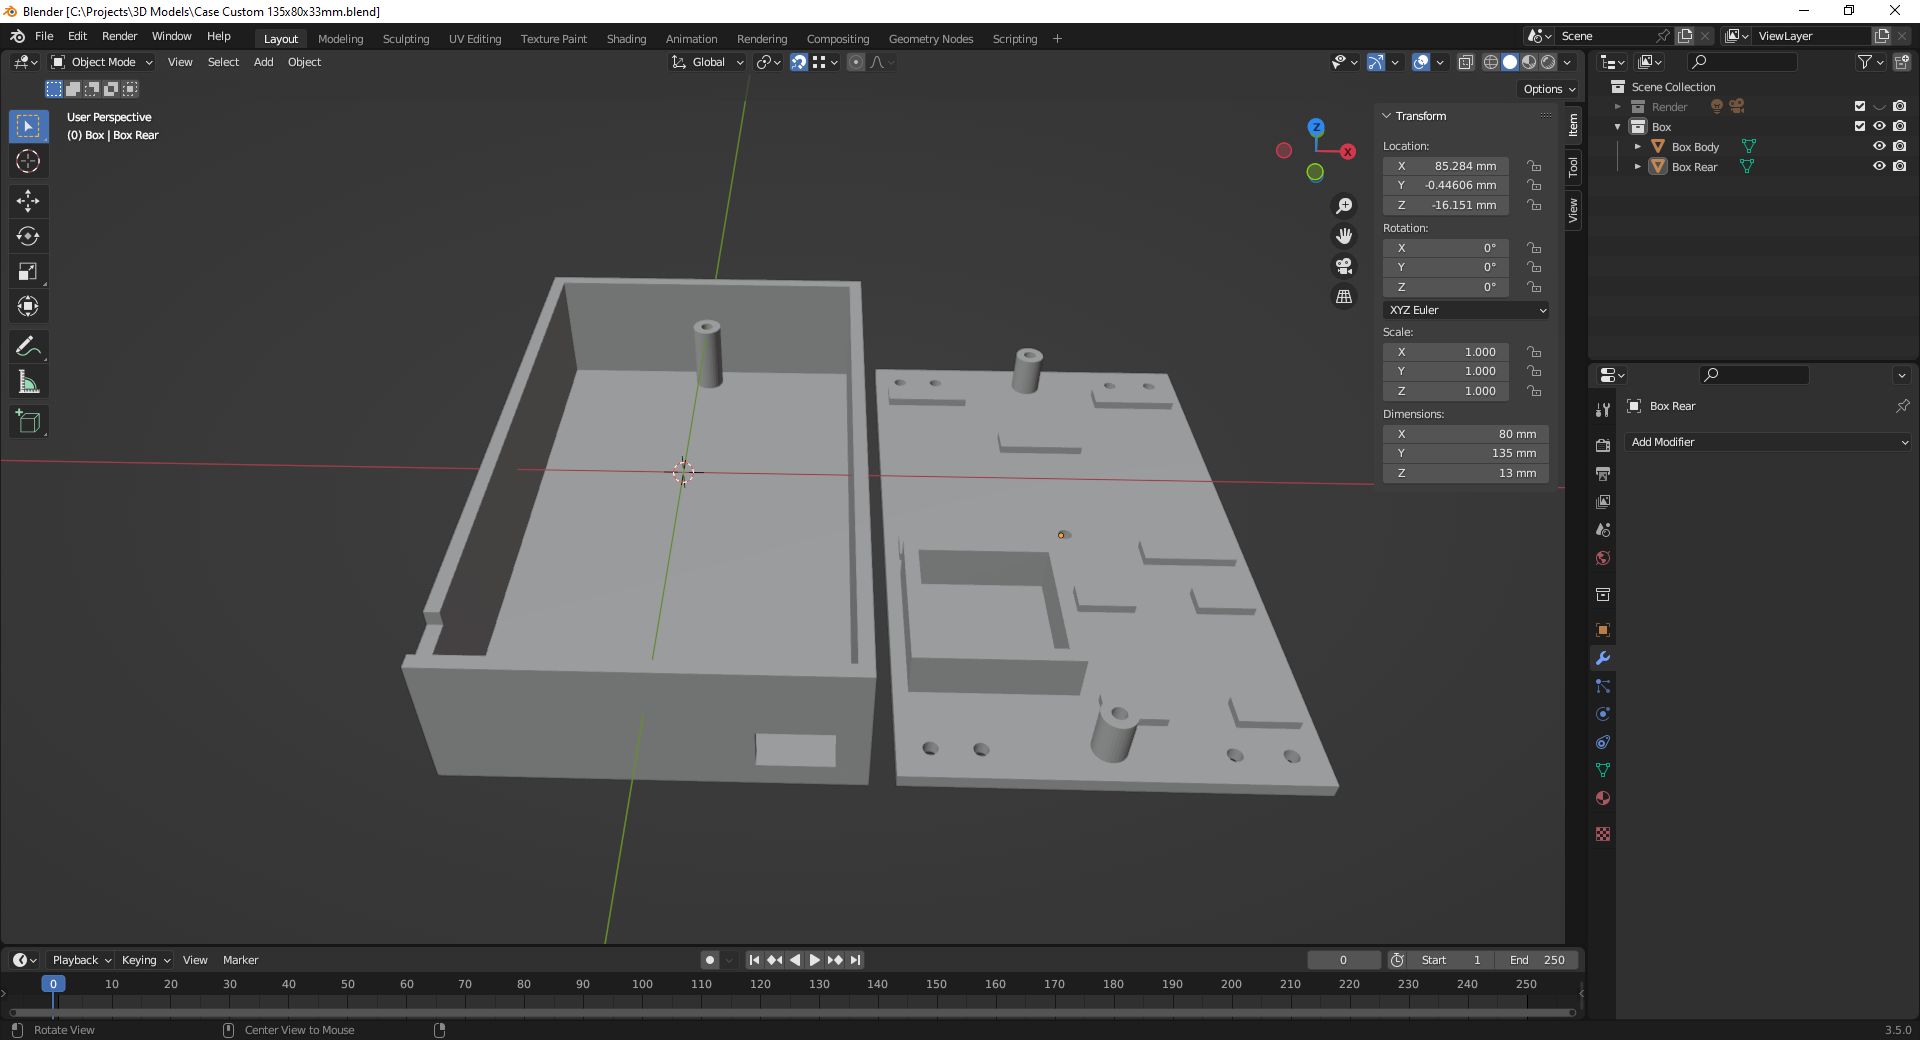 Blender [C:\Projects\3D Models\Case Custom 135x80x33mm.blend]
File Edit Render Window Help Layout Modeling Sculpting UV Editing Texture Paint Shading Animation Rendering Compositing Geometry Nodes Scripting + Scene ViewLayer
Object Mode View Select Add Object Global
Options
User Perspective
(0) Box | Box Rear
Z
X
Transform
Location:
X 85.284 mm
Y -0.44606 mm
Z -16.151 mm
Rotation:
X 0°
Y 0°
Z 0°
XYZ Euler
Scale:
X 1.000
Y 1.000
Z 1.000
Dimensions:
X 80 mm
Y 135 mm
Z 13 mm
Item
Tool
View
Scene Collection
Render
Box
Box Body
Box Rear
Box Rear
Add Modifier
Playback Keying View Marker 0 Start 1 End 250
0 10 20 30 40 50 60 70 80 90 100 110 120 130 140 150 160 170 180 190 200 210 220 230 240 250
Rotate View Center View to Mouse 3.5.0